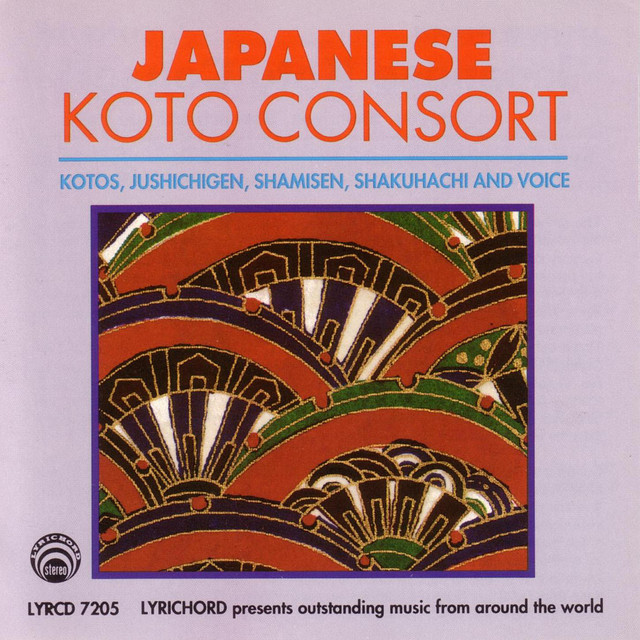 JAPANESE
KOTO CONSORT
KOTOS, JUSHICHIGEN, SHAMISEN, SHAKUHACHI AND VOICE
LYRICHORD
stereo
LYRCD 7205 LYRICHORD presents outstanding music from around the world